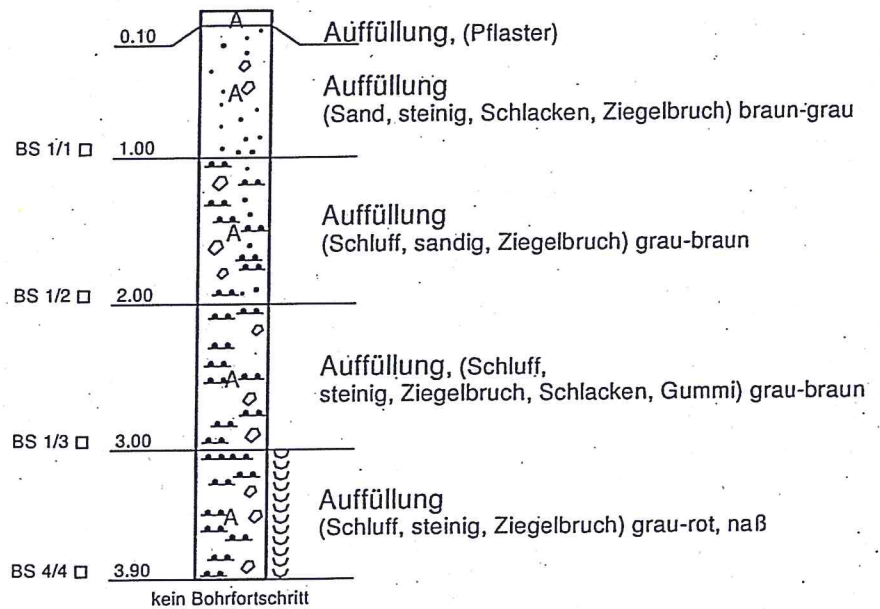 A
0.10 Auffüllung, (Pflaster)
A
Auffüllung
(Sand, steinig, Schlacken, Ziegelbruch) braun-grau
BS 1/1 1.00
A
Auffüllung
(Schluff, sandig, Ziegelbruch) grau-braun
BS 1/2 2.00
A
Auffüllung, (Schluff,
steinig, Ziegelbruch, Schlacken, Gummi) grau-braun
BS 1/3 3.00
A
Auffüllung
(Schluff, steinig, Ziegelbruch) grau-rot, naß
BS 4/4 3.90
kein Bohrfortschritt